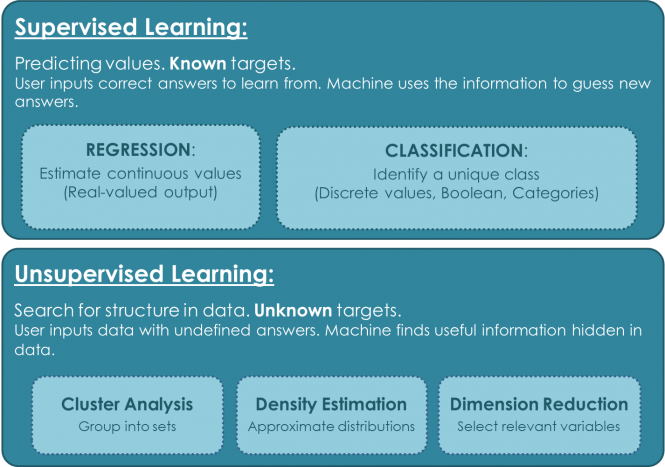 Supervised Learning:
Predicting values. Known targets.
User inputs correct answers to learn from. Machine uses the information to guess new
answers.
REGRESSION:
Estimate continuous values
(Real-valued output)
CLASSIFICATION:
Identify a unique class
(Discrete values, Boolean, Categories)
Unsupervised Learning:
Search for structure in data. Unknown targets.
User inputs data with undefined answers. Machine finds useful information hidden in
data.
Cluster Analysis
Group into sets
Density Estimation
Approximate distributions
Dimension Reduction
Select relevant variables